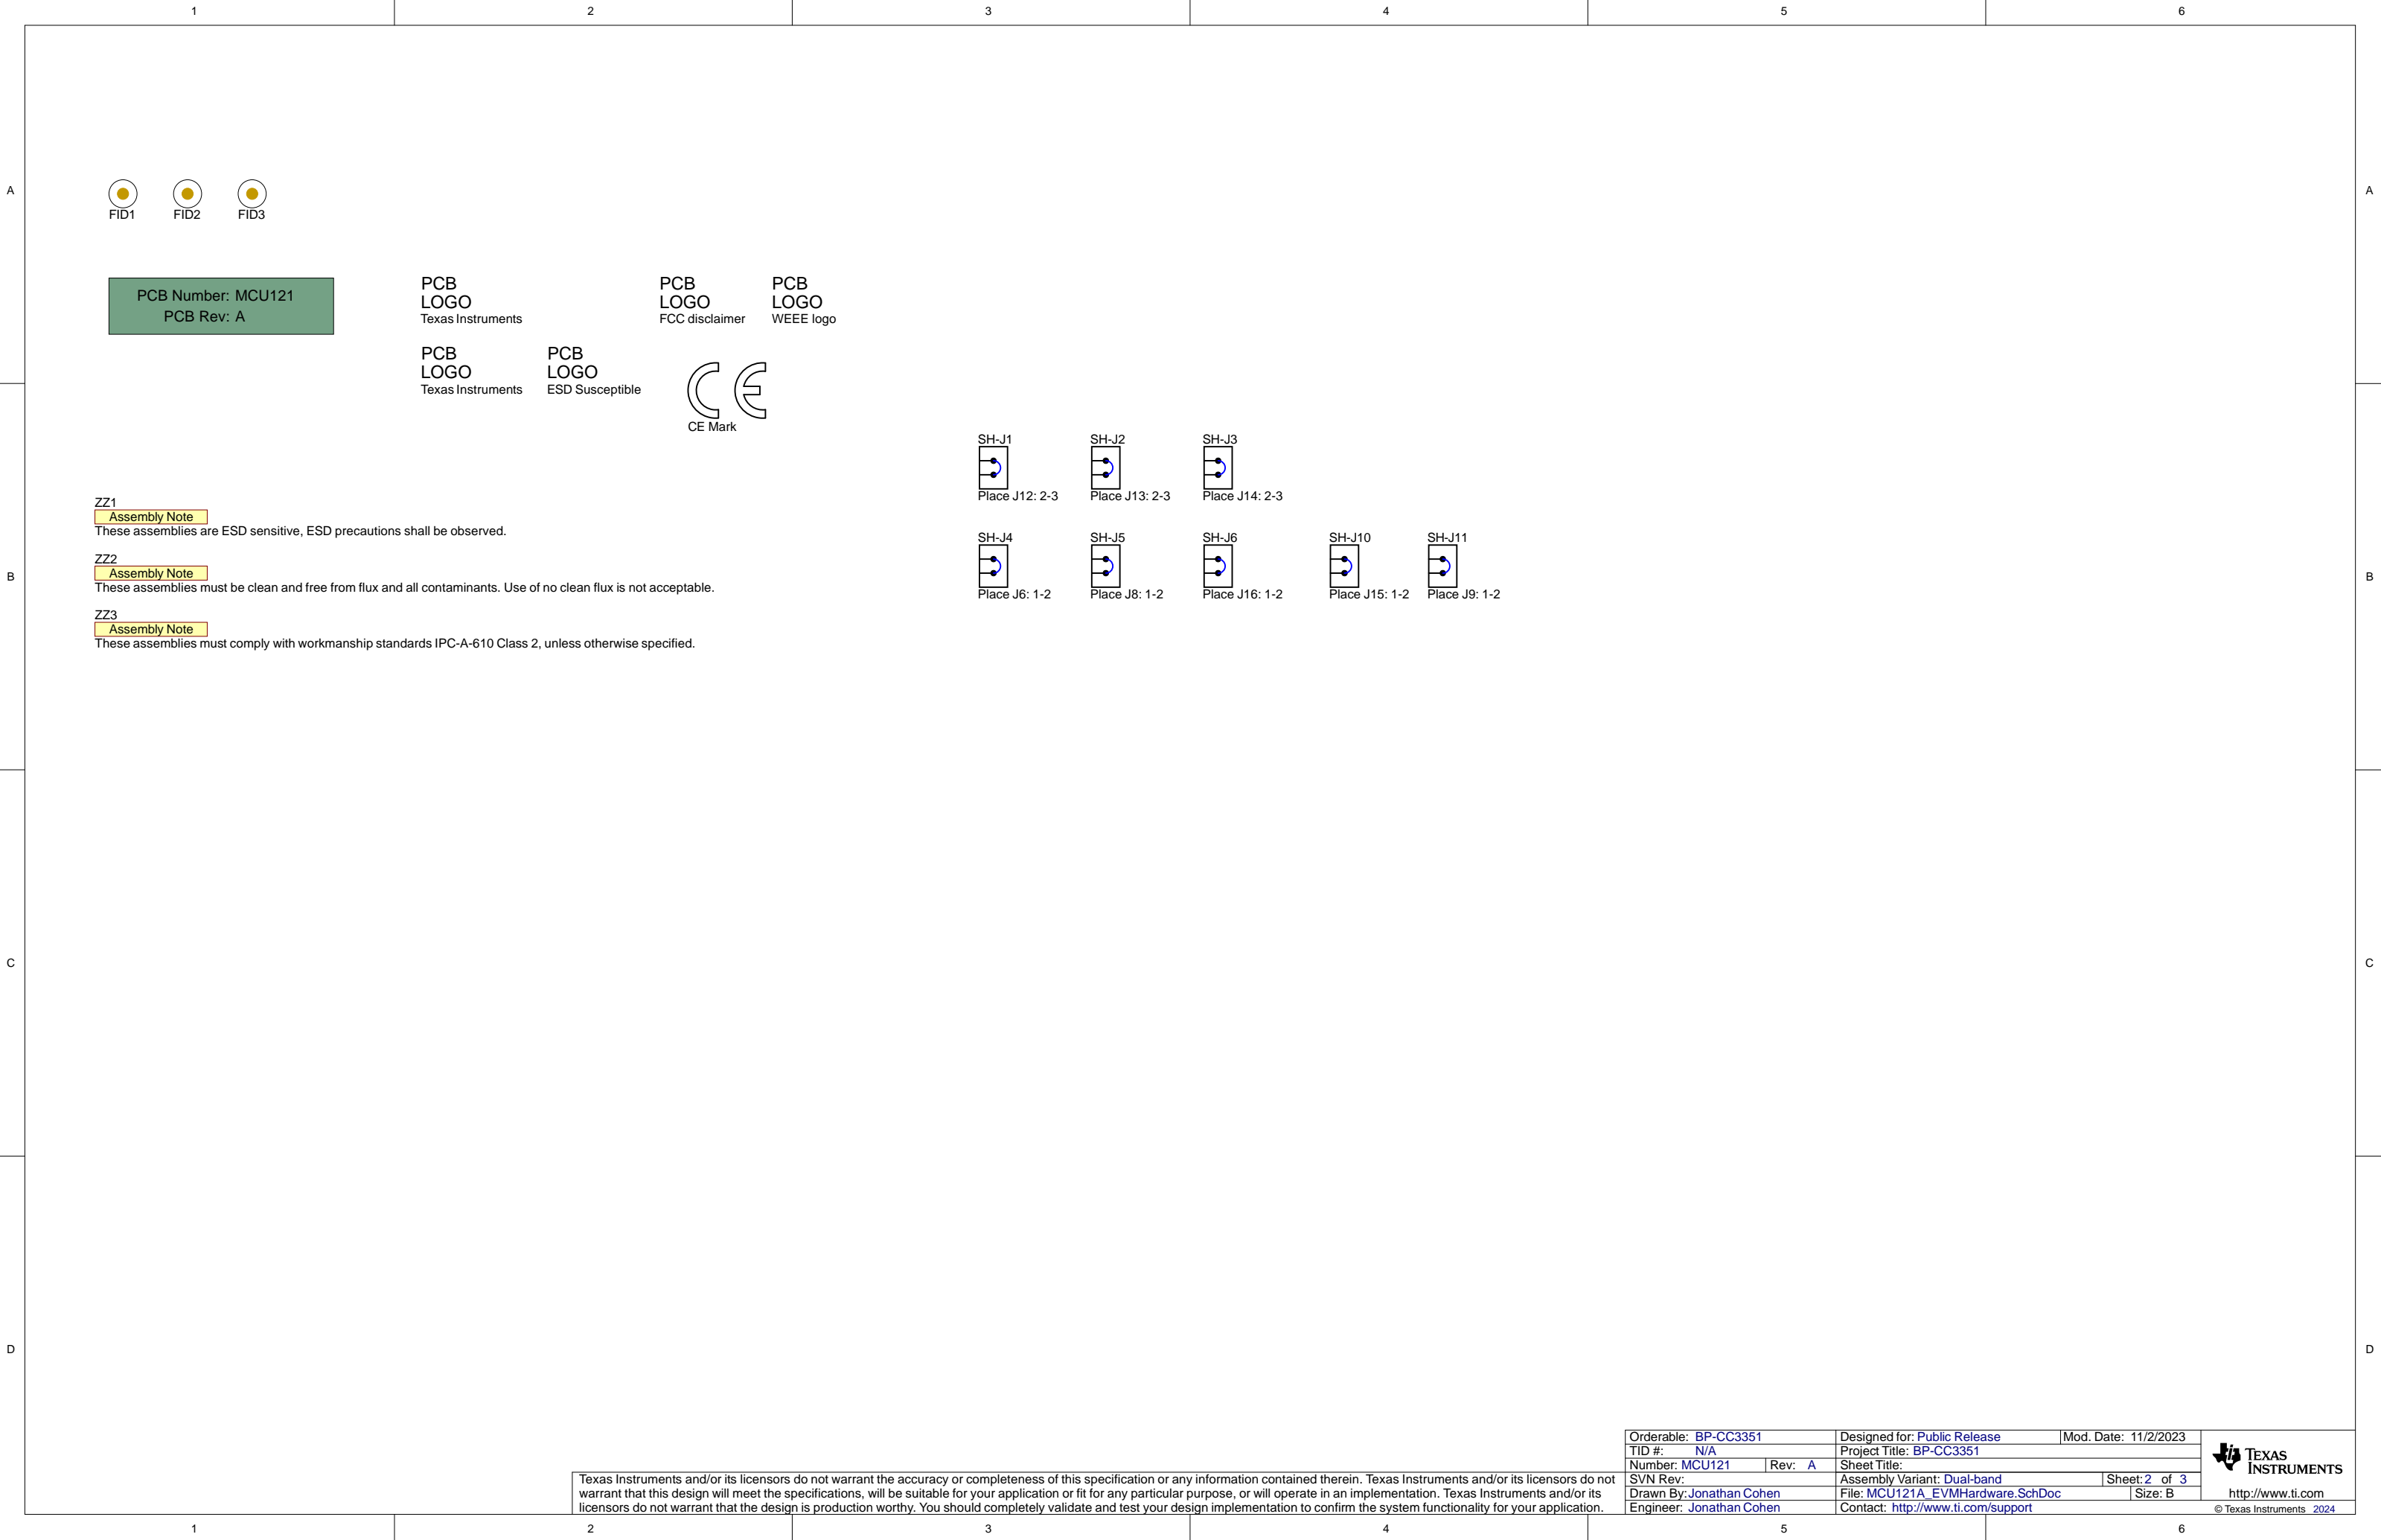 1 2 3 4 5 6
A A
FID1 FID2 FID3
PCB Number: MCU121
PCB Rev: A
PCB
LOGO
Texas Instruments
PCB
LOGO
FCC disclaimer
PCB
LOGO
WEEE logo
PCB
LOGO
Texas Instruments
PCB
LOGO
ESD Susceptible
CE
CE Mark
SH-J1 SH-J2 SH-J3
Place J12: 2-3 Place J13: 2-3 Place J14: 2-3
ZZ1
Assembly Note
These assemblies are ESD sensitive, ESD precautions shall be observed.
ZZ2
Assembly Note
These assemblies must be clean and free from flux and all contaminants. Use of no clean flux is not acceptable.
ZZ3
Assembly Note
These assemblies must comply with workmanship standards IPC-A-610 Class 2, unless otherwise specified.
SH-J4 SH-J5 SH-J6 SH-J10 SH-J11
Place J6: 1-2 Place J8: 1-2 Place J16: 1-2 Place J15: 1-2 Place J9: 1-2
B B
C C
D D
Texas Instruments and/or its licensors do not warrant the accuracy or completeness of this specification or any information contained therein. Texas Instruments and/or its licensors do not
warrant that this design will meet the specifications, will be suitable for your application or fit for any particular purpose, or will operate in an implementation. Texas Instruments and/or its
licensors do not warrant that the design is production worthy. You should completely validate and test your design implementation to confirm the system functionality for your application.
Orderable: BP-CC3351 Designed for: Public Release Mod. Date: 11/2/2023
TID #: N/A Project Title: BP-CC3351
Number: MCU121 Rev: A Sheet Title:
SVN Rev: Assembly Variant: Dual-band Sheet: 2 of 3
Drawn By: Jonathan Cohen File: MCU121A_EVMHardware.SchDoc Size: B
Engineer: Jonathan Cohen Contact: http://www.ti.com/support
TEXAS
INSTRUMENTS
http://www.ti.com
© Texas Instruments 2024
1 2 3 4 5 6